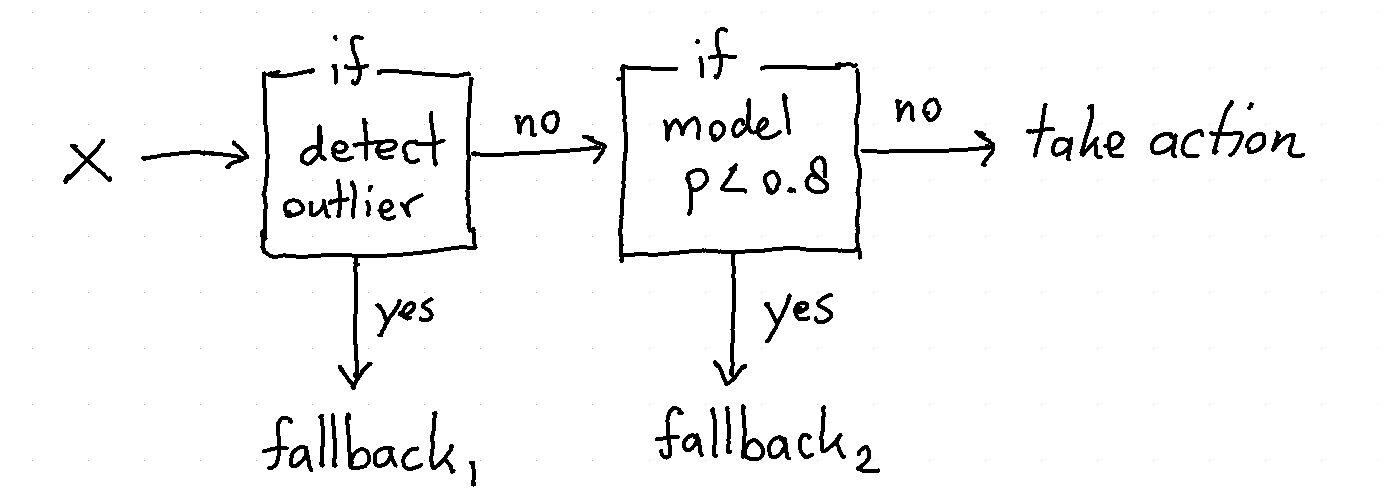 if
if
detect
outlier
no
model
p < 0.8
no
take action
X
yes
yes
fallback1
fallback2